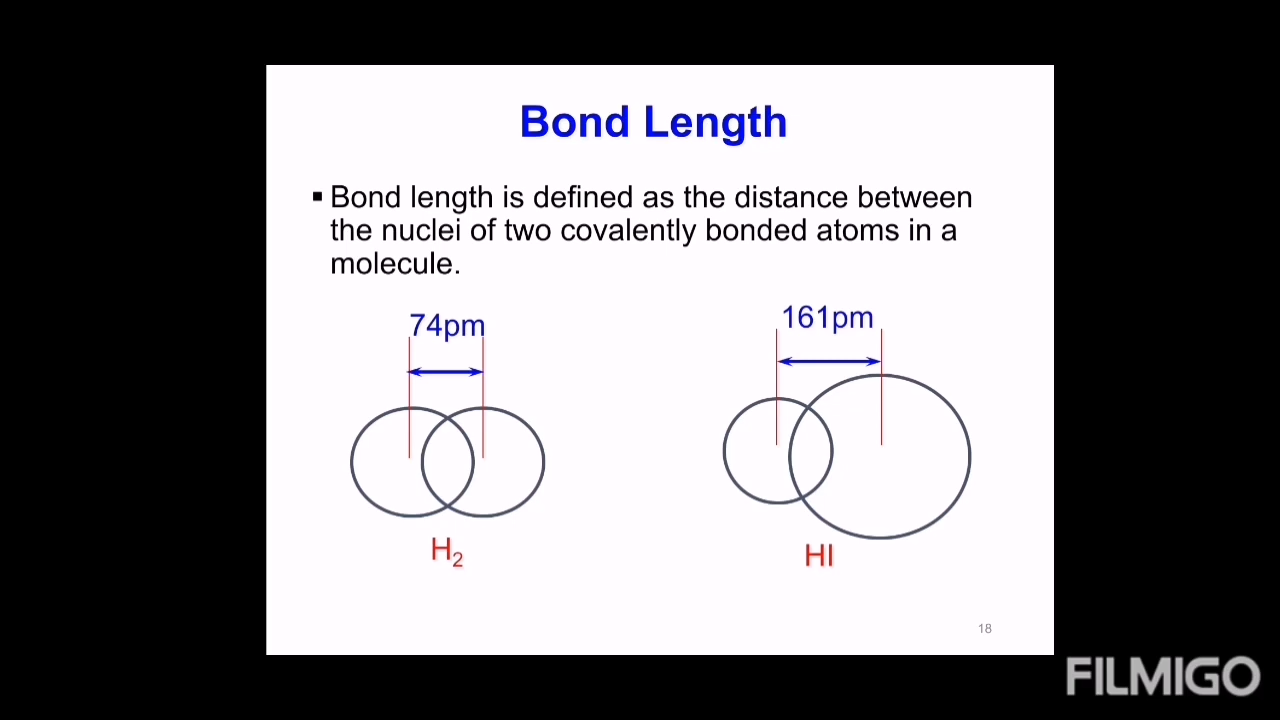 Bond Length
▪ Bond length is defined as the distance between
the nuclei of two covalently bonded atoms in a
molecule.
74pm
161pm
H₂
HI
18
FILMIGO